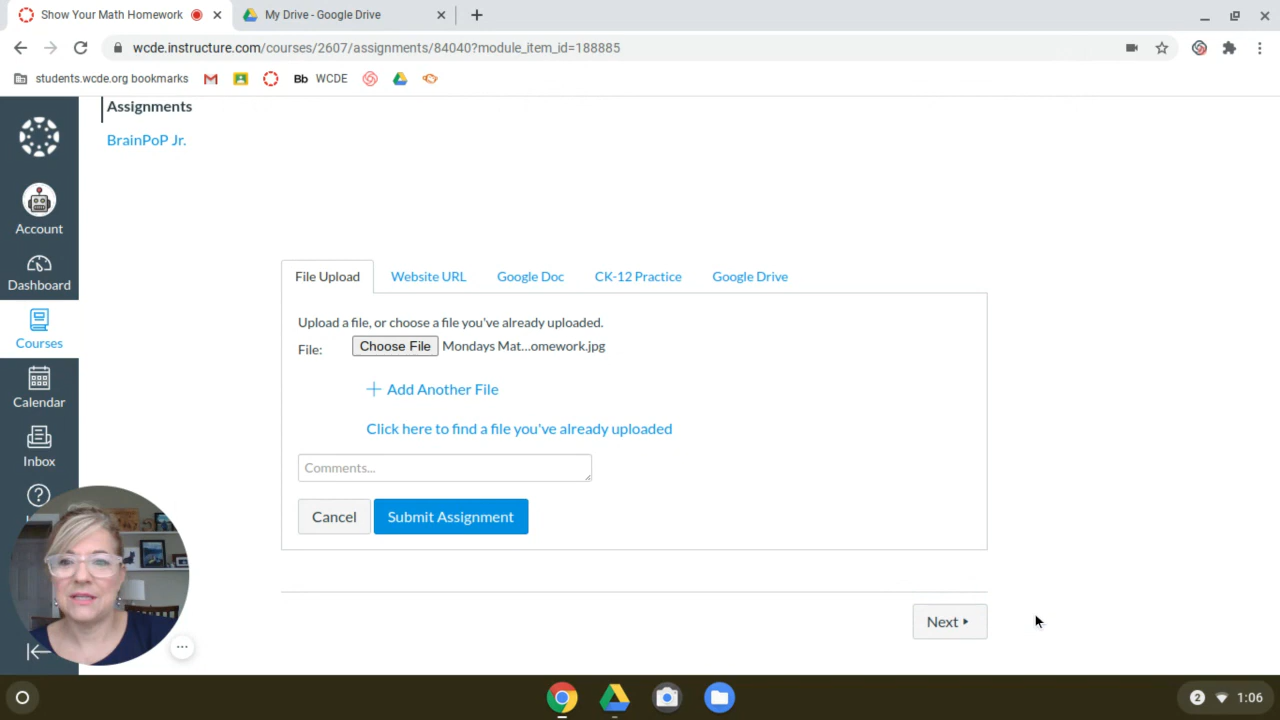 Show Your Math Homework
My Drive - Google Drive
wcde.instructure.com/courses/2607/assignments/84040?module_item_id=188885
students.wcde.org bookmarks
Bb WCDE
Assignments
BrainPoP Jr.
Account
Dashboard
Courses
Calendar
Inbox
File Upload
Website URL
Google Doc
CK-12 Practice
Google Drive
Upload a file, or choose a file you've already uploaded.
File: Choose File Mondays Mat...omework.jpg
Add Another File
Click here to find a file you've already uploaded
Comments...
Cancel
Submit Assignment
Next
2 1:06